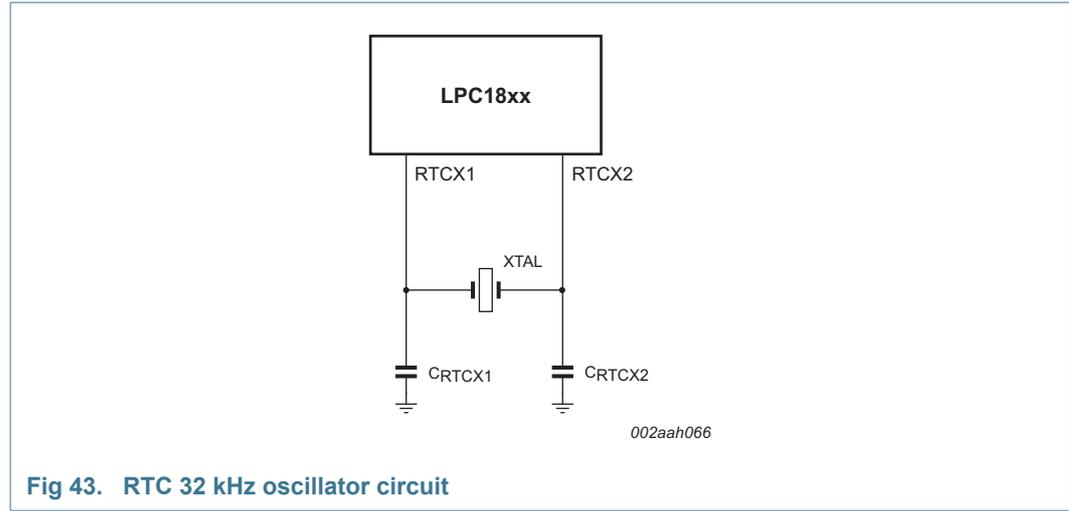 LPC18xx
RTCX1 RTCX2
XTAL
CRTCX1 CRTCX2
002aah066
Fig 43. RTC 32 kHz oscillator circuit